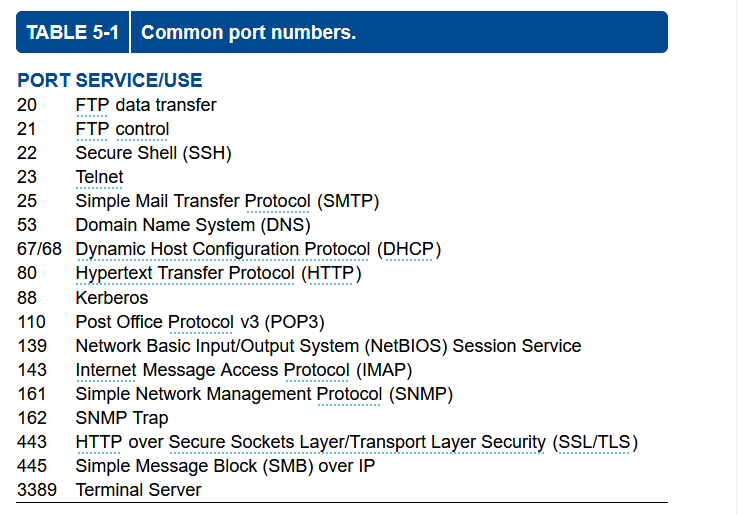 TABLE 5-1 Common port numbers.
PORT SERVICE/USE
20 FTP data transfer
21 FTP control
22 Secure Shell (SSH)
23 Telnet
25 Simple Mail Transfer Protocol (SMTP)
53 Domain Name System (DNS)
67/68 Dynamic Host Configuration Protocol (DHCP)
80 Hypertext Transfer Protocol (HTTP)
88 Kerberos
110 Post Office Protocol v3 (POP3)
139 Network Basic Input/Output System (NetBIOS) Session Service
143 Internet Message Access Protocol (IMAP)
161 Simple Network Management Protocol (SNMP)
162 SNMP Trap
443 HTTP over Secure Sockets Layer/Transport Layer Security (SSL/TLS)
445 Simple Message Block (SMB) over IP
3389 Terminal Server